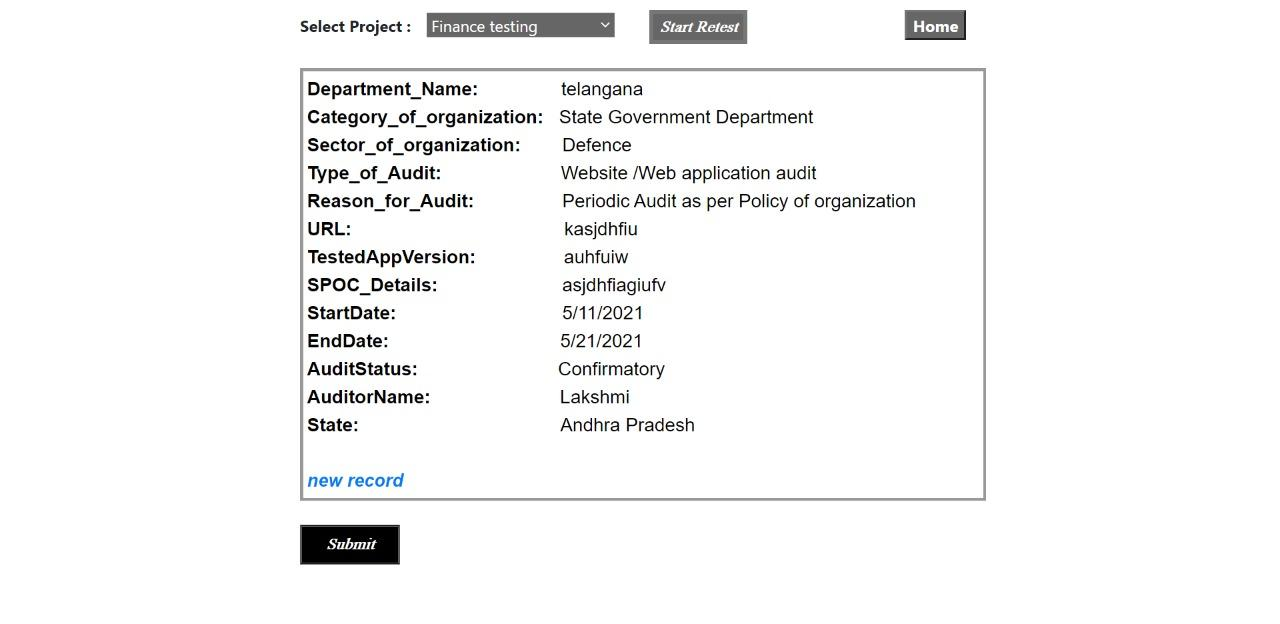 Select Project : Finance testing Start Retest Home
Department_Name: telangana
Category_of_organization: State Government Department
Sector_of_organization: Defence
Type_of_Audit: Website /Web application audit
Reason_for_Audit: Periodic Audit as per Policy of organization
URL: kasjdhfiu
TestedAppVersion: auhfuiw
SPOC_Details: asjdhfiagiufv
StartDate: 5/11/2021
EndDate: 5/21/2021
AuditStatus: Confirmatory
AuditorName: Lakshmi
State: Andhra Pradesh
new record
Submit